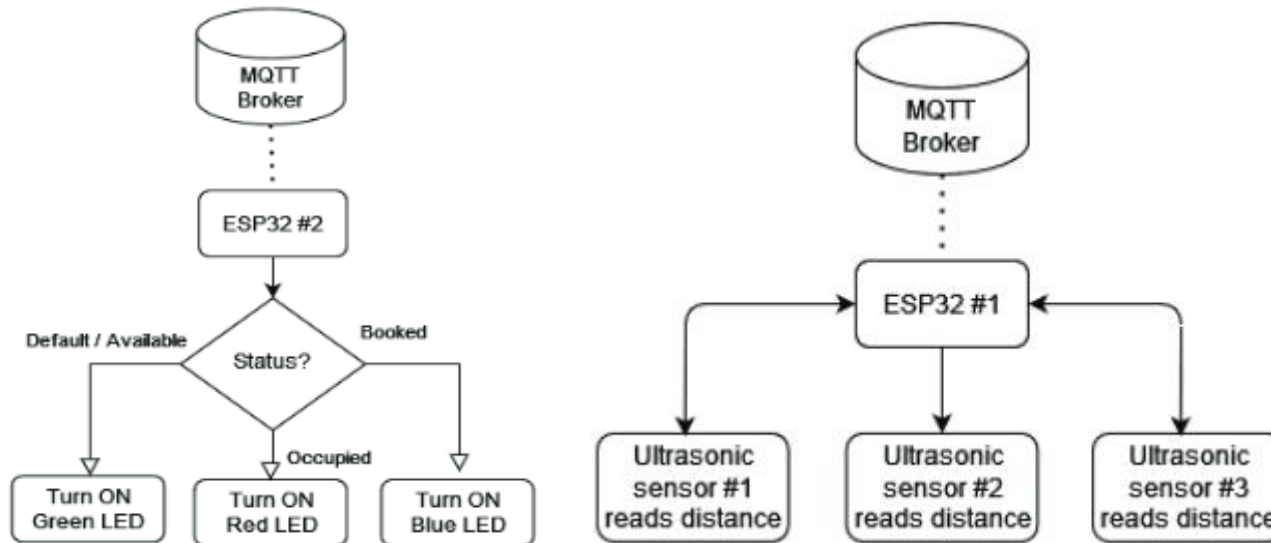 MQTT
Broker
ESP32 #2
Default / Available
Status?
Booked
Occupied
Turn ON
Green LED
Turn ON
Red LED
Turn ON
Blue LED
MQTT
Broker
ESP32 #1
Ultrasonic
sensor #1
reads distance
Ultrasonic
sensor #2
reads distance
Ultrasonic
sensor #3
reads distance